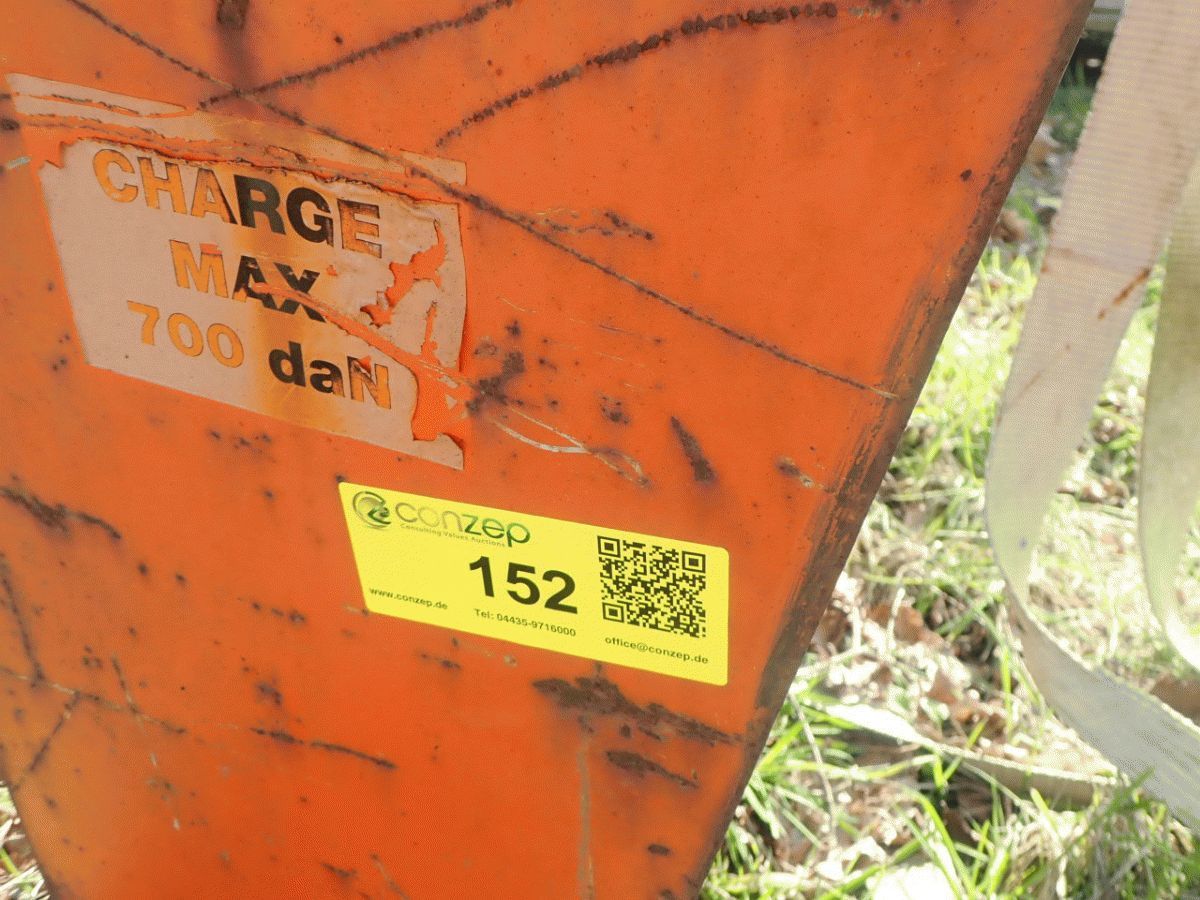 CHARGE
MAX
700 daN
conzep
Consulting Values Auctions
152
www.conzep.de
Tel: 04435-9716000
office@conzep.de